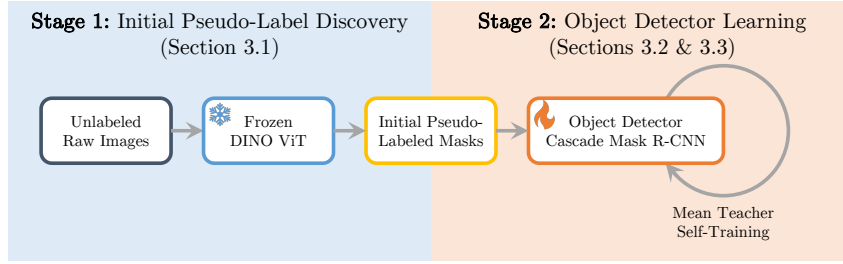 Stage 1: Initial Pseudo-Label Discovery
(Section 3.1)
Stage 2: Object Detector Learning
(Sections 3.2 & 3.3)
Unlabeled
Raw Images
Frozen
DINO ViT
Initial Pseudo-
Labeled Masks
Object Detector
Cascade Mask R-CNN
Mean Teacher
Self-Training